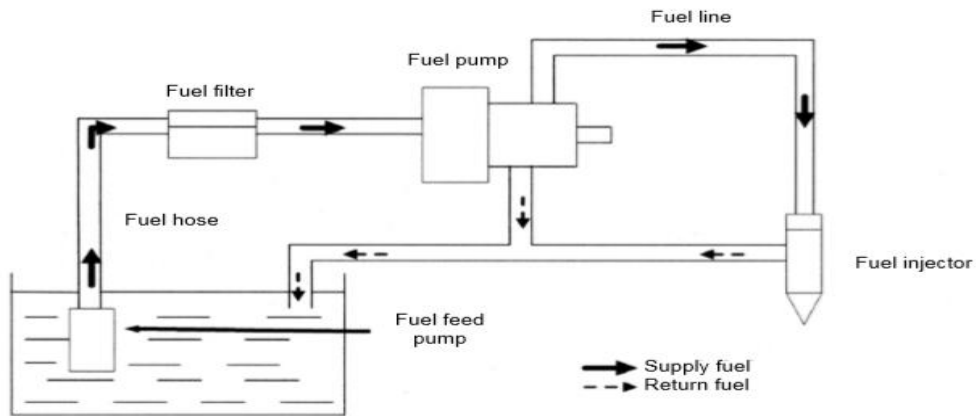 Fuel line
Fuel pump
Fuel filter
Fuel hose
Fuel injector
Fuel feed
pump
Supply fuel
Return fuel